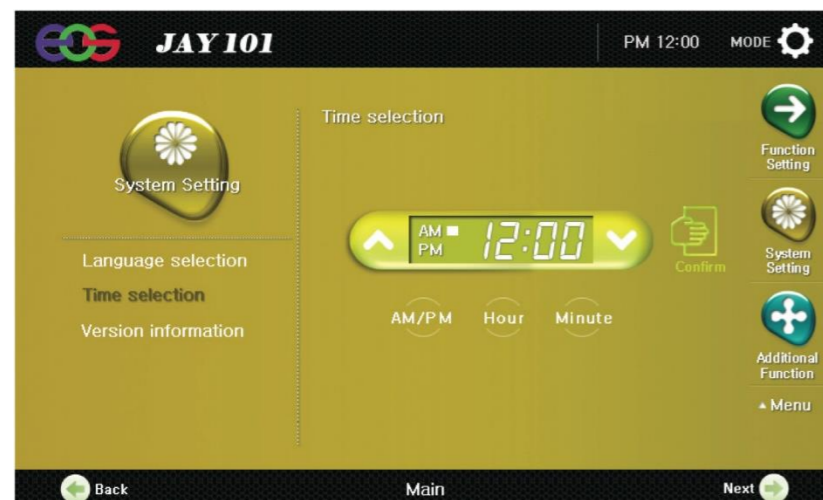 EOS JAY 101
PM 12:00 MODE
System Setting
Language selection
Time selection
Version information
Time selection
AM
PM
12:00
Confirm
AM/PM Hour Minute
Function
Setting
System
Setting
Additional
Function
▲ Menu
Back Main Next